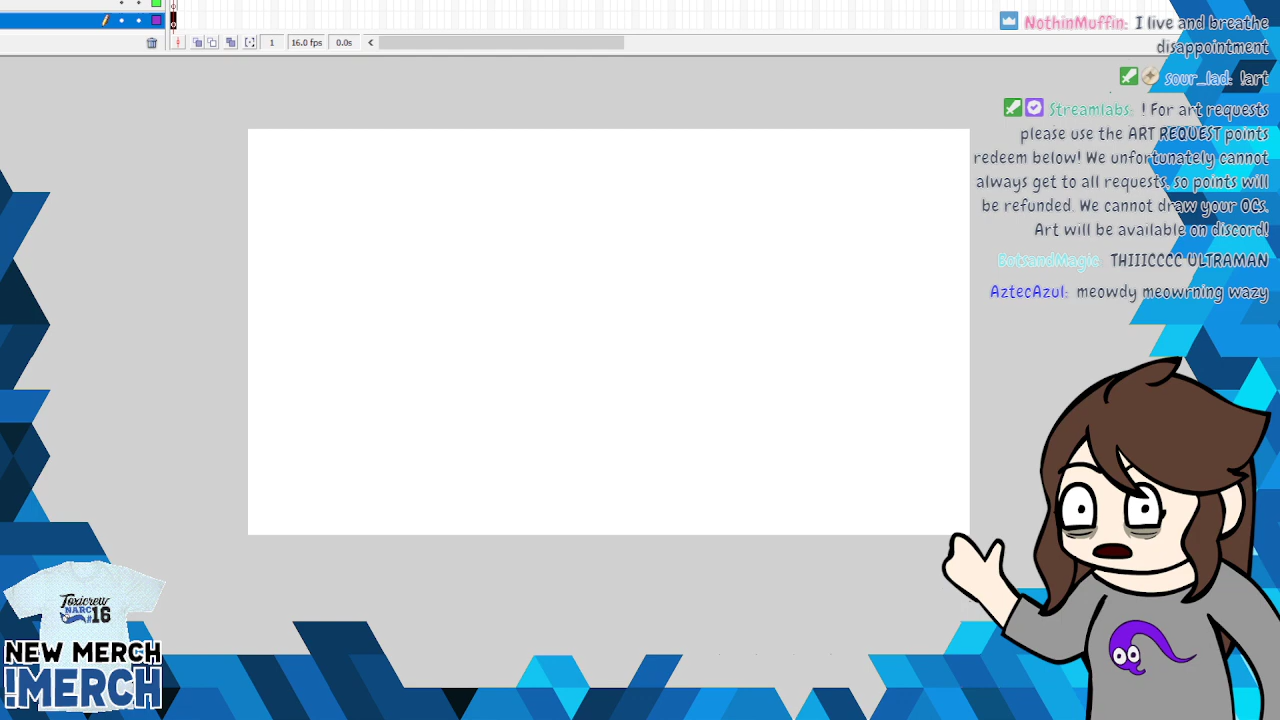 1 16.0 fps 0.0s
NothinMuffin: I live and breathe
disappointment
sour_lad: !art
Streamlabs: ! For art requests
please use the ART REQUEST points
redeem below! We unfortunately cannot
always get to all requests, so points will
be refunded. We cannot draw your OCs.
Art will be available on discord!
BotsandMagic THIIICCCC ULTRAMAN
AztecAzul: meowdy meowrning wazy
Toxicrew
NARC
#16
NEW MERCH
!MERCH